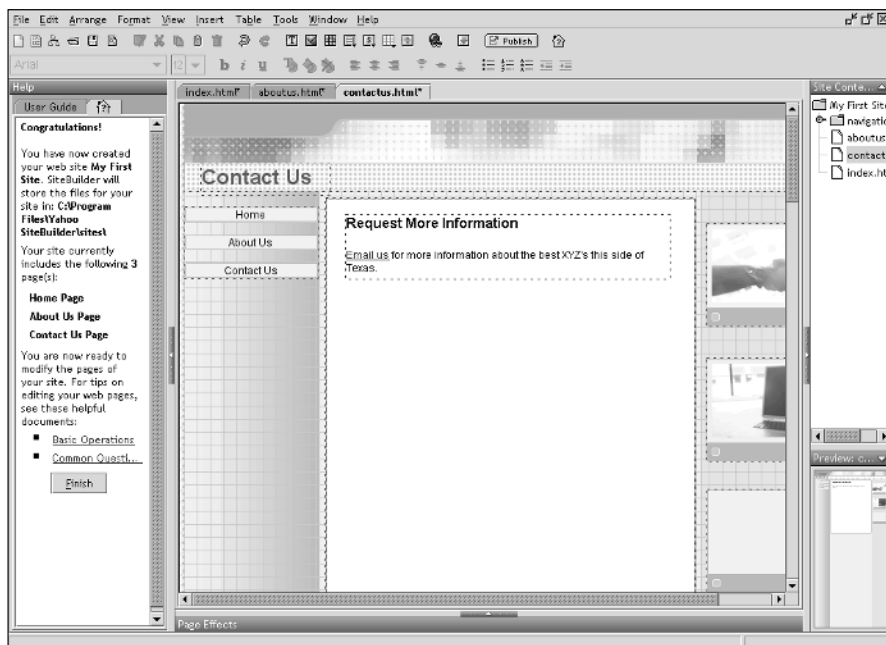 File Edit Arrange Format View Insert Table Tools Window Help
Publish
Arial 12
Help
User Guide
Congratulations!
You have now created
your web site My First
Site. SiteBuilder will
store the files for your
site in: C:\Program
Files\Yahoo
SiteBuilder\sites\
Your site currently
includes the following 3
page(s):
Home Page
About Us Page
Contact Us Page
You are now ready to
modify the pages of
your site. For tips on
editing your web pages,
see these helpful
documents:
Basic Operations
Common Questi...
Finish
index.html* aboutus.html* contactus.html*
Contact Us
Home
About Us
Contact Us
Request More Information
Email us for more information about the best XYZ's this side of
Texas.
Page Effects
Site Conte...
My First Site
navigatio
aboutus
contact
index.ht
Preview: c...